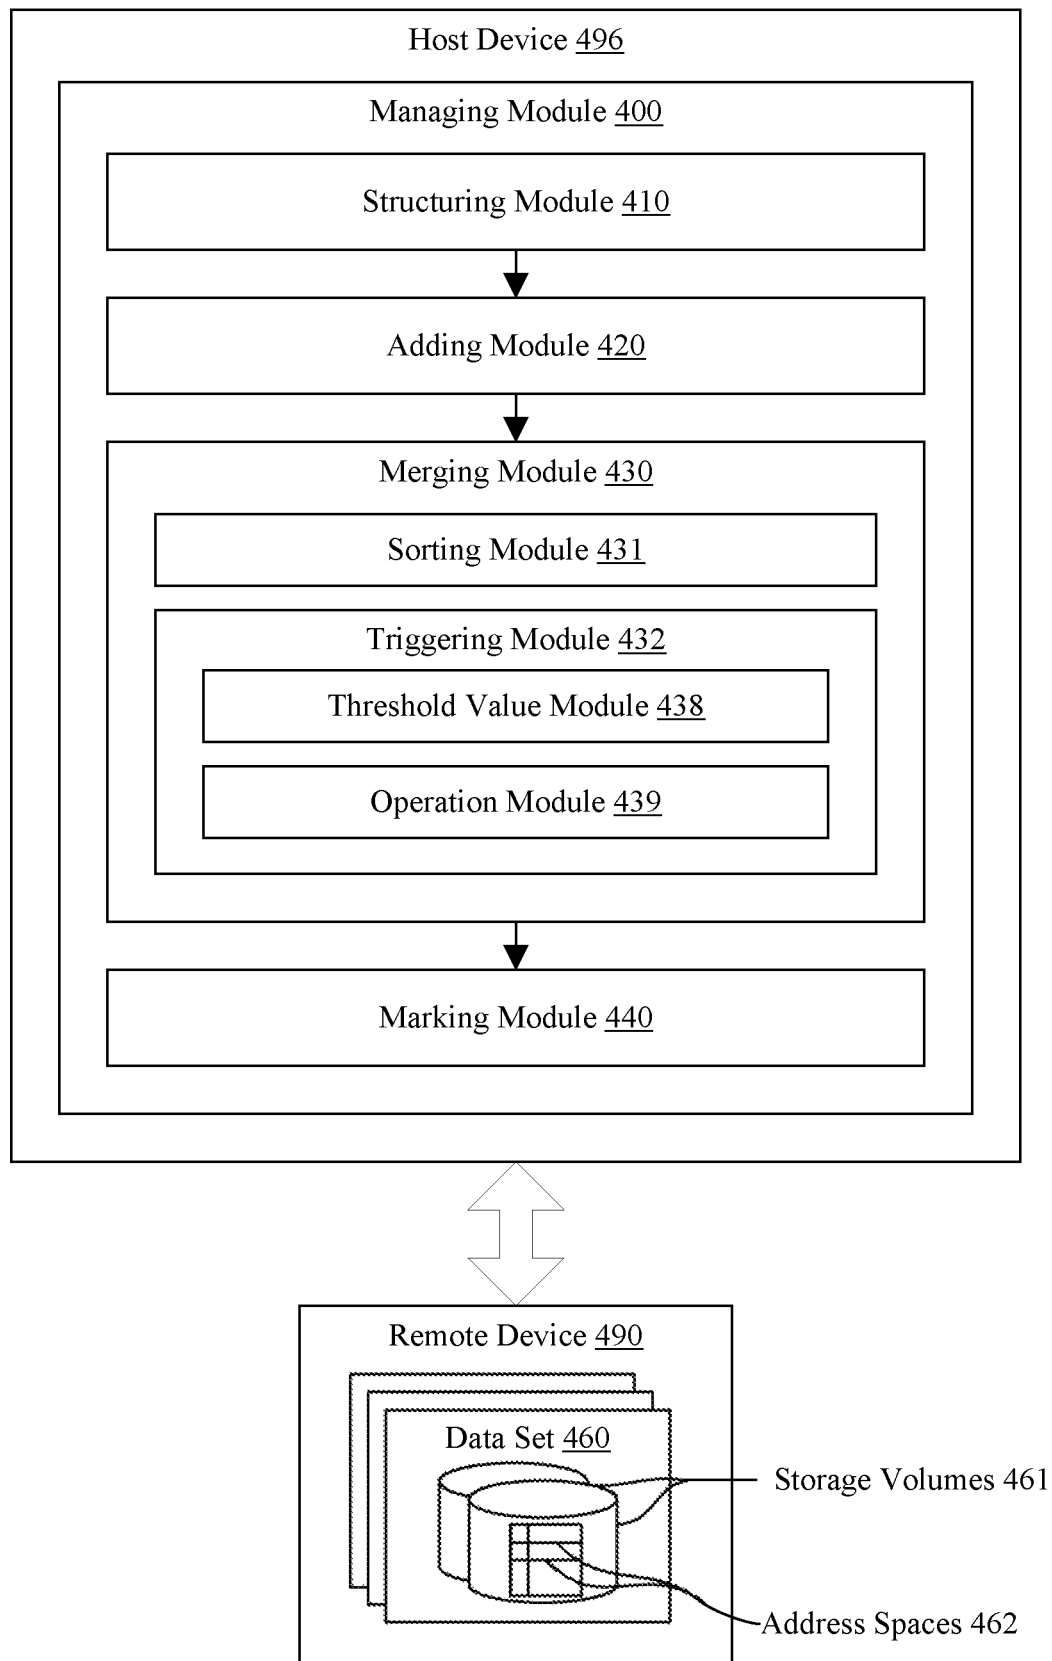 Host Device 496
Managing Module 400
Structuring Module 410
Adding Module 420
Merging Module 430
Sorting Module 431
Triggering Module 432
Threshold Value Module 438
Operation Module 439
Marking Module 440
Remote Device 490
Data Set 460
Storage Volumes 461
Address Spaces 462